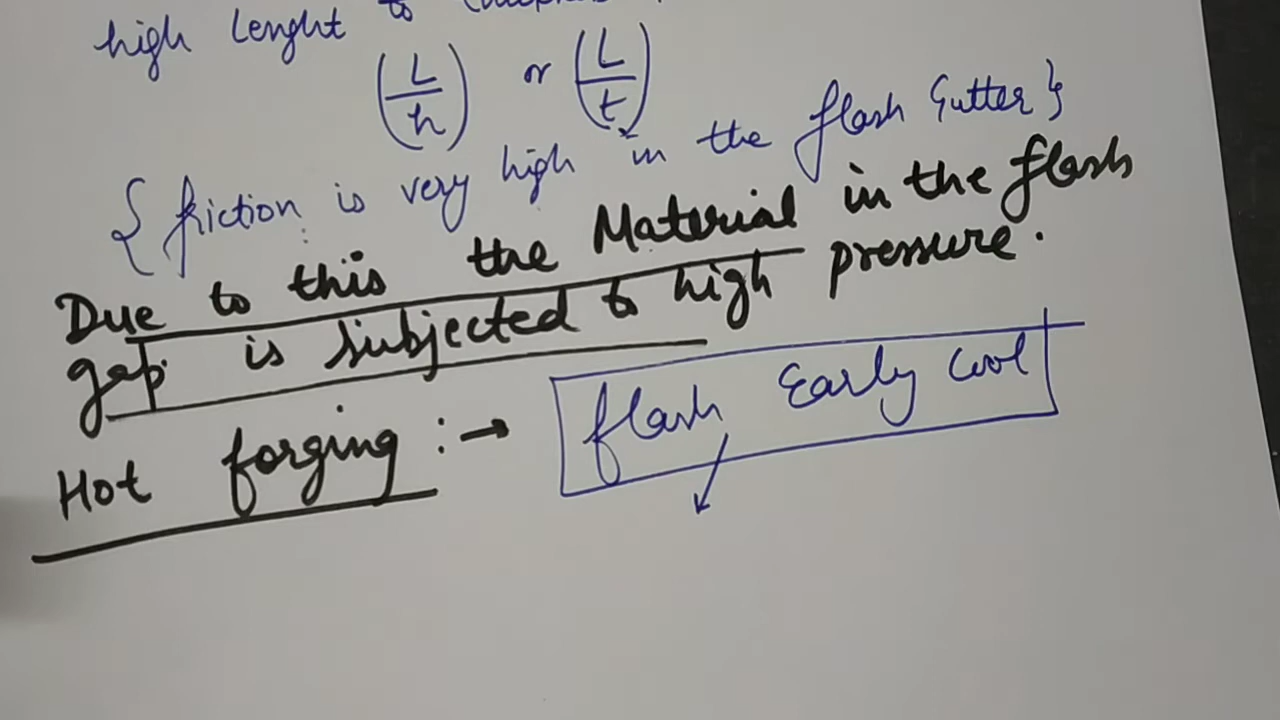 high Lenght to
(L/h) or (L/t)
{ friction is very high in the flash Gutter }
Due to this the Material in the flash
gap is subjected to high pressure.
Hot forging :→ flash Early Cool